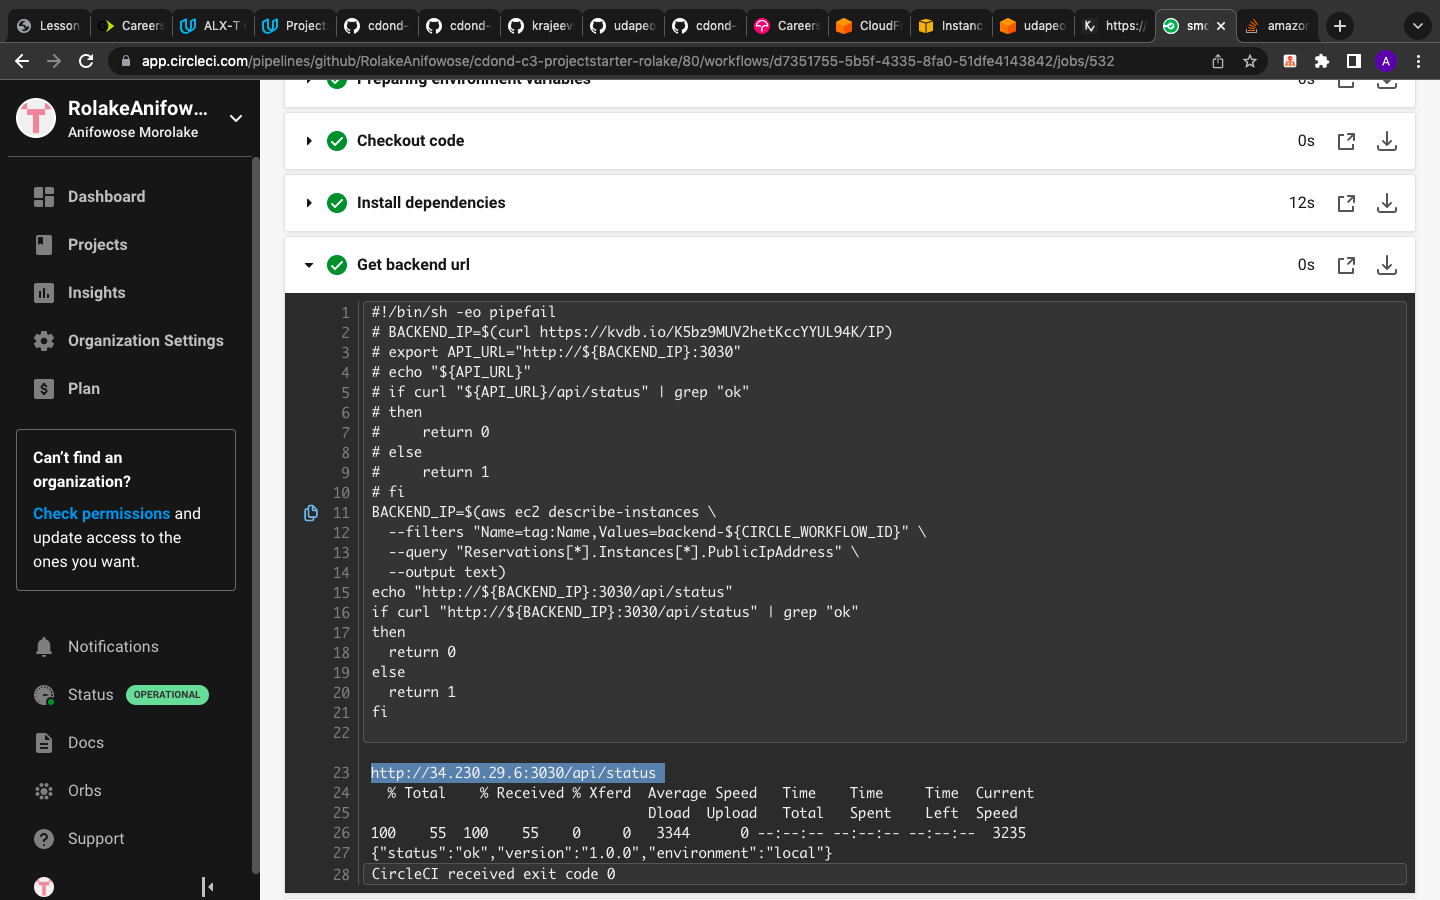 Lesson
Careers
ALX-T
Project
cdond-
cdond-
krajeev
udapeo
cdond-
Careers
CloudF
Instanc
udapeo
https:/
smo
amazon
app.circleci.com/pipelines/github/RolakeAnifowose/cdond-c3-projectstarter-rolake/80/workflows/d7351755-5b5f-4335-8fa0-51dfe4143842/jobs/532
A
RolakeAnifow...
Anifowose Morolake
Dashboard
Projects
Insights
Organization Settings
Plan
Can't find an
organization?
Check permissions and
update access to the
ones you want.
Notifications
Status OPERATIONAL
Docs
Orbs
Support
Preparing environment variables 0s
Checkout code 0s
Install dependencies 12s
Get backend url 0s
1 #!/bin/sh -eo pipefail
2 # BACKEND_IP=$(curl https://kvdb.io/K5bz9MUV2hetKccYYUL94K/IP)
3 # export API_URL="http://${BACKEND_IP}:3030"
4 # echo "${API_URL}"
5 # if curl "${API_URL}/api/status" | grep "ok"
6 # then
7 #     return 0
8 # else
9 #     return 1
10 # fi
11 BACKEND_IP=$(aws ec2 describe-instances \
12   --filters "Name=tag:Name,Values=backend-${CIRCLE_WORKFLOW_ID}" \
13   --query "Reservations[*].Instances[*].PublicIpAddress" \
14   --output text)
15 echo "http://${BACKEND_IP}:3030/api/status"
16 if curl "http://${BACKEND_IP}:3030/api/status" | grep "ok"
17 then
18   return 0
19 else
20   return 1
21 fi
22
23 http://34.230.29.6:3030/api/status
24   % Total    % Received % Xferd  Average Speed   Time    Time     Time  Current
25                                  Dload  Upload   Total   Spent    Left  Speed
26 100    55  100    55    0     0   3344      0 --:--:-- --:--:-- --:--:--  3235
27 {"status":"ok","version":"1.0.0","environment":"local"}
28 CircleCI received exit code 0